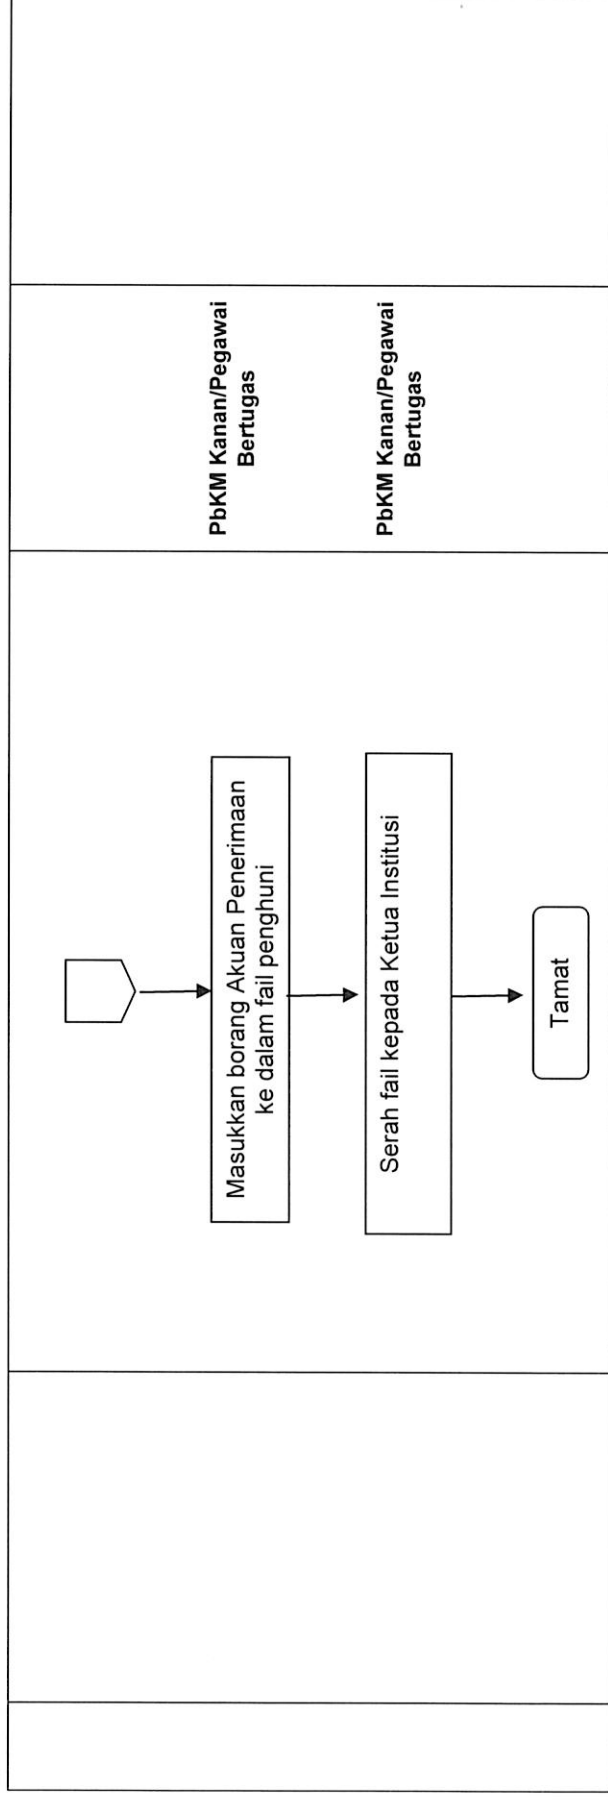 Masukkan borang Akuan Penerimaan
ke dalam fail penghuni
PbKM Kanan/Pegawai
Bertugas
Serah fail kepada Ketua Institusi
PbKM Kanan/Pegawai
Bertugas
Tamat